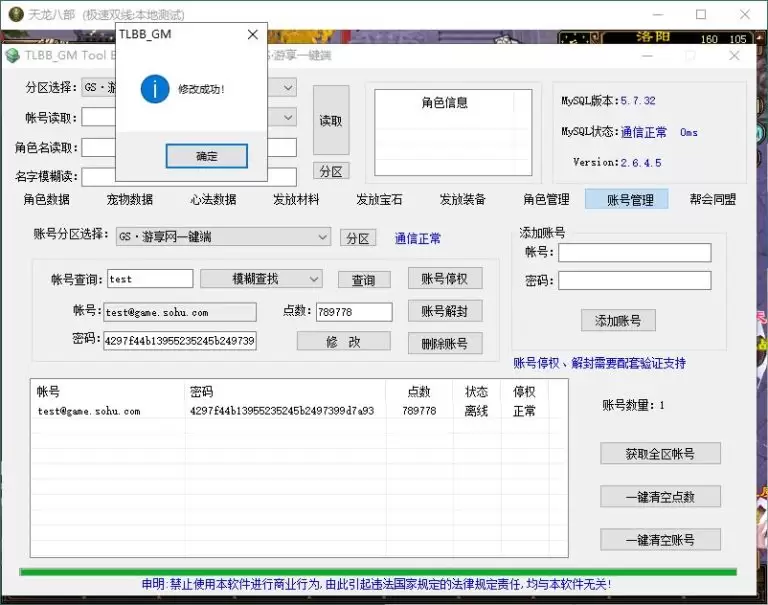 天龙八部 (极速双线:本地测试)
洛阳 160 105
TLBB_GM Tool
游享一键端
TLBB_GM
修改成功!
确定
分区选择: GS·游
帐号读取:
角色名读取:
名字模糊读:
读取
分区
角色信息
MySQL版本:5.7.32
MySQL状态:通信正常 0ms
Version:2.6.4.5
角色数据 宠物数据 心法数据 发放材料 发放宝石 发放装备 角色管理 账号管理 帮会同盟
账号分区选择: GS·游享网一键端 分区 通信正常
帐号查询: test 模糊查找 查询 账号停权
帐号: test@game.sohu.com 点数: 789778 账号解封
密码: 4297f44b13955235245b249739 修 改 删除账号
添加账号
帐号:
密码:
添加账号
账号停权、解封需要配套验证支持
帐号 密码 点数 状态 停权
test@game.sohu.com 4297f44b13955235245b2497399d7a93 789778 离线 正常
账号数量:1
获取全区帐号
一键清空点数
一键清空账号
申明:禁止使用本软件进行商业行为,由此引起违法国家规定的法律规定责任,均与本软件无关!